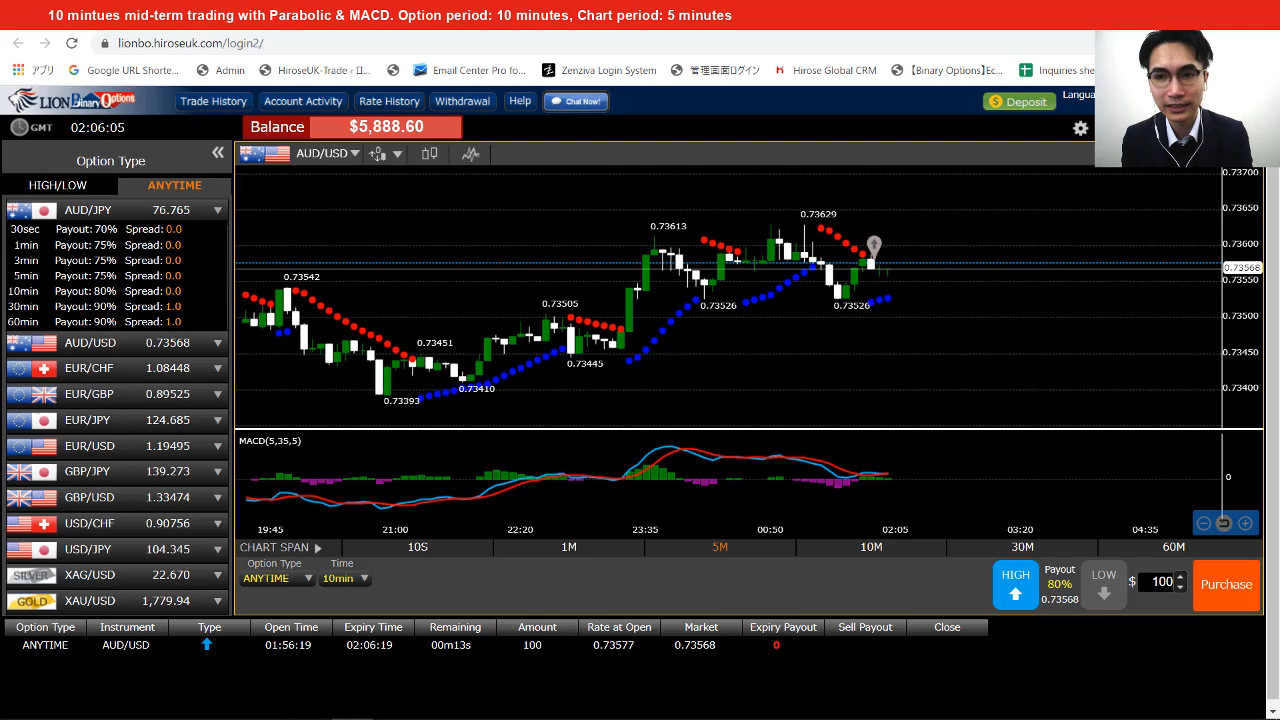 10 mintues mid-term trading with Parabolic & MACD. Option period: 10 minutes, Chart period: 5 minutes
lionbo.hiroseuk.com/login2/
アプリ Google URL Shorte... Admin HiroseUK-Trade ‹ ロ... Email Center Pro fo... Zenziva Login System 管理画面ログイン Hirose Global CRM 【Binary Options】Ec... Inquiries she
LION Binary Options Trade History Account Activity Rate History Withdrawal Help Chat Now! $ Deposit Langua
GMT 02:06:05 Balance $5,888.60
Option Type
AUD/USD
HIGH/LOW ANYTIME
AUD/JPY 76.765
30sec Payout: 70% Spread: 0.0
1min Payout: 75% Spread: 0.0
3min Payout: 75% Spread: 0.0
5min Payout: 75% Spread: 0.0
10min Payout: 80% Spread: 0.0
30min Payout: 90% Spread: 1.0
60min Payout: 90% Spread: 1.0
AUD/USD 0.73568
EUR/CHF 1.08448
EUR/GBP 0.89525
EUR/JPY 124.685
EUR/USD 1.19495
GBP/JPY 139.273
GBP/USD 1.33474
USD/CHF 0.90750
USD/JPY 104.345
SILVER XAG/USD 22.670
GOLD XAU/USD 1,779.94
0.73700
0.73650
0.73600
0.73568
0.73550
0.73500
0.73450
0.73400
0.73542
0.73393
0.73451
0.73410
0.73505
0.73445
0.73613
0.73526
0.73629
0.73526
MACD(5,35,5)
0
19:45 21:00 22:20 23:35 00:50 02:05 03:20 04:35
CHART SPAN 10S 1M 5M 10M 30M 60M
Option Type Time
ANYTIME 10min
HIGH Payout 80% 0.73568 LOW $ 100 Purchase
Option Type Instrument Type Open Time Expiry Time Remaining Amount Rate at Open Market Expiry Payout Sell Payout Close
ANYTIME AUD/USD 01:56:19 02:06:19 00m13s 100 0.73577 0.73568 0